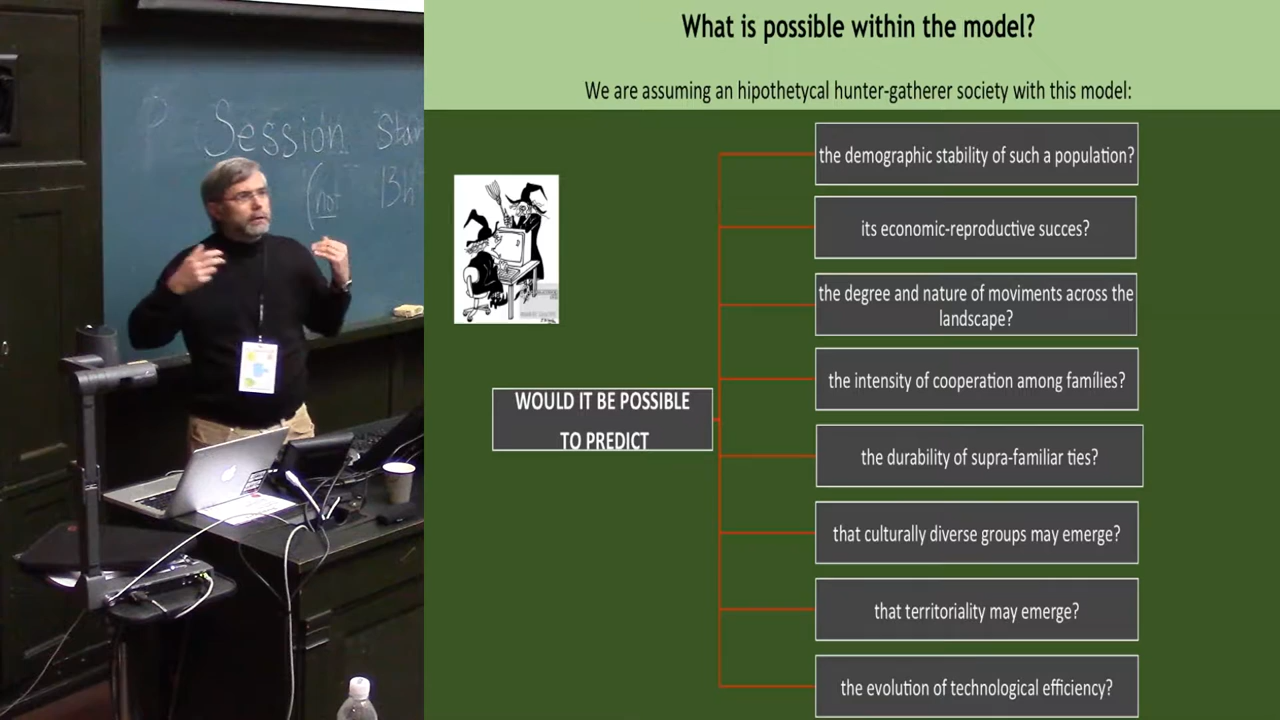 What is possible within the model?
We are assuming an hipothetycal hunter-gatherer society with this model:
Session
(not 13h
WOULD IT BE POSSIBLE
TO PREDICT
the demographic stability of such a population?
its economic-reproductive succes?
the degree and nature of moviments across the
landscape?
the intensity of cooperation among famílies?
the durability of supra-familiar ties?
that culturally diverse groups may emerge?
that territoriality may emerge?
the evolution of technological efficiency?